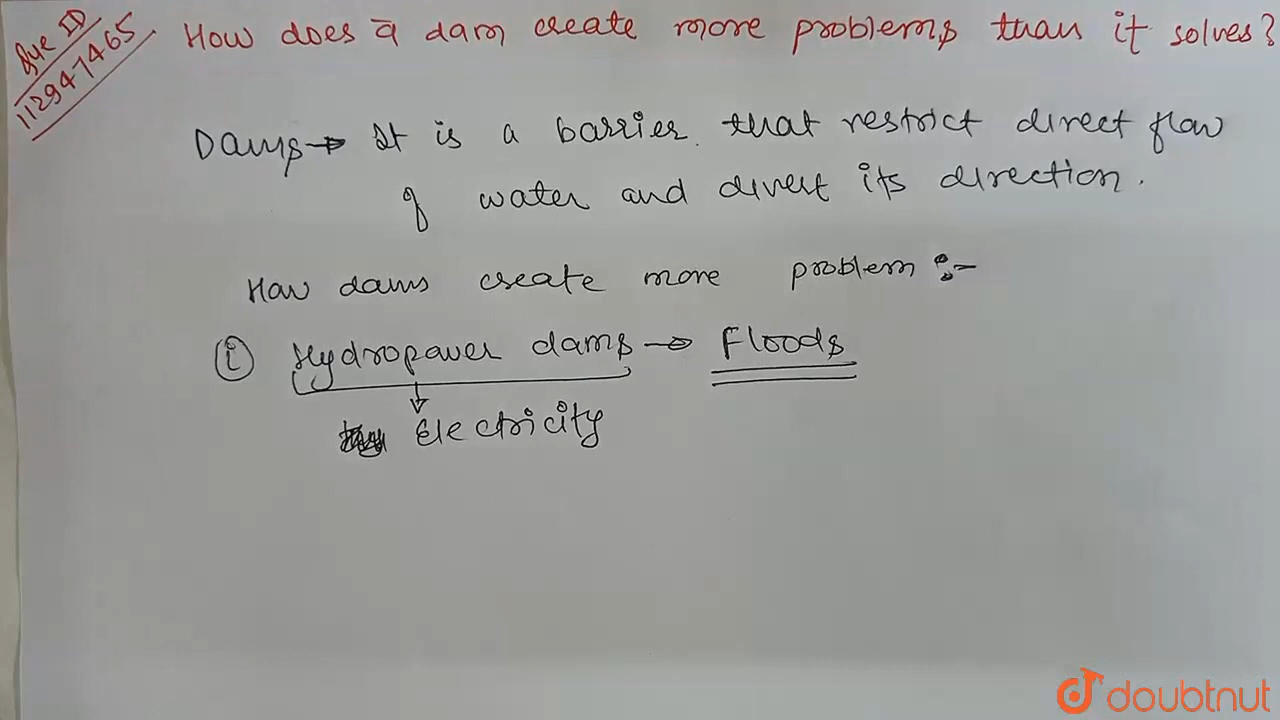 Que ID
112947465.
How does a dam create more problems than it solves?
Dams → It is a barrier that restrict direct flow
of water and divert its direction.
How dams create more problem :-
(i) Hydropower dams → Floods
Electricity
doubtnut